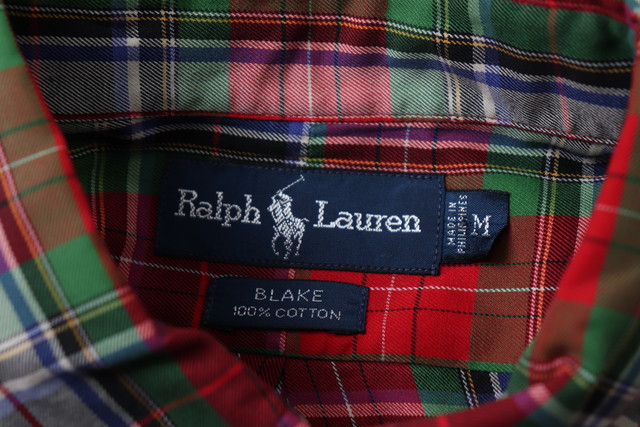 Ralph Lauren
MADE IN
PHILIPPINES
M
BLAKE
100% COTTON